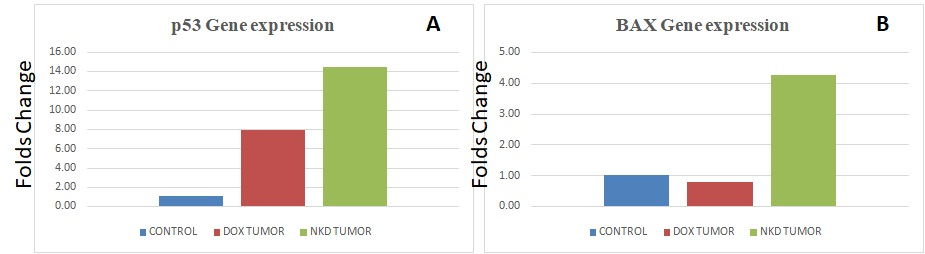 p53 Gene expression
A
Folds Change
16.00
14.00
12.00
10.00
8.00
6.00
4.00
2.00
0.00
CONTROL DOX TUMOR NKD TUMOR
BAX Gene expression
B
Folds Change
5.00
4.00
3.00
2.00
1.00
0.00
CONTROL DOX TUMOR NKD TUMOR